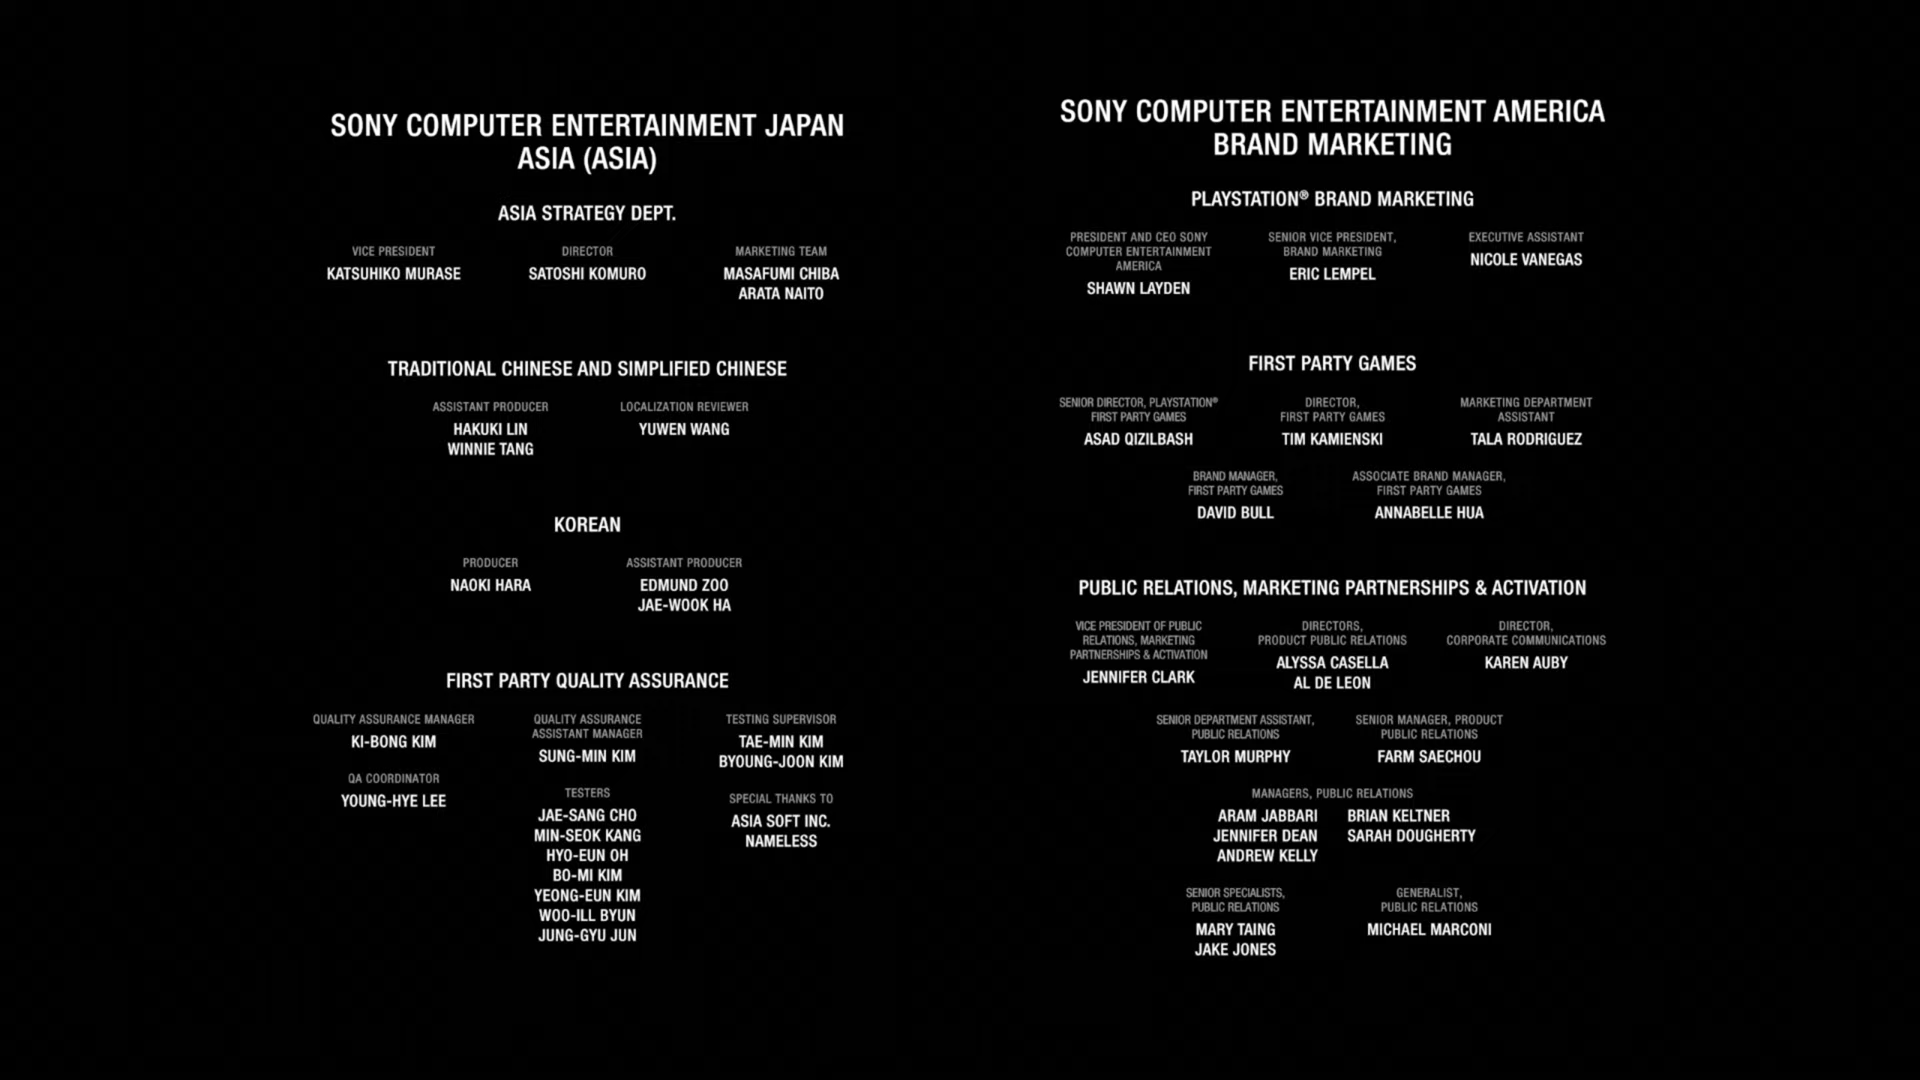 SONY COMPUTER ENTERTAINMENT JAPAN
ASIA (ASIA)
ASIA STRATEGY DEPT.
VICE PRESIDENT
KATSUHIKO MURASE
DIRECTOR
SATOSHI KOMURO
MARKETING TEAM
MASAFUMI CHIBA
ARATA NAITO
TRADITIONAL CHINESE AND SIMPLIFIED CHINESE
ASSISTANT PRODUCER
HAKUKI LIN
WINNIE TANG
LOCALIZATION REVIEWER
YUWEN WANG
KOREAN
PRODUCER
NAOKI HARA
ASSISTANT PRODUCER
EDMUND ZOO
JAE-WOOK HA
FIRST PARTY QUALITY ASSURANCE
QUALITY ASSURANCE MANAGER
KI-BONG KIM
QA COORDINATOR
YOUNG-HYE LEE
QUALITY ASSURANCE
ASSISTANT MANAGER
SUNG-MIN KIM
TESTERS
JAE-SANG CHO
MIN-SEOK KANG
HYO-EUN OH
BO-MI KIM
YEONG-EUN KIM
WOO-ILL BYUN
JUNG-GYU JUN
TESTING SUPERVISOR
TAE-MIN KIM
BYOUNG-JOON KIM
SPECIAL THANKS TO
ASIA SOFT INC.
NAMELESS
SONY COMPUTER ENTERTAINMENT AMERICA
BRAND MARKETING
PLAYSTATION® BRAND MARKETING
PRESIDENT AND CEO SONY
COMPUTER ENTERTAINMENT
AMERICA
SHAWN LAYDEN
SENIOR VICE PRESIDENT,
BRAND MARKETING
ERIC LEMPEL
EXECUTIVE ASSISTANT
NICOLE VANEGAS
FIRST PARTY GAMES
SENIOR DIRECTOR, PLAYSTATION®
FIRST PARTY GAMES
ASAD QIZILBASH
DIRECTOR,
FIRST PARTY GAMES
TIM KAMIENSKI
MARKETING DEPARTMENT
ASSISTANT
TALA RODRIGUEZ
BRAND MANAGER,
FIRST PARTY GAMES
DAVID BULL
ASSOCIATE BRAND MANAGER,
FIRST PARTY GAMES
ANNABELLE HUA
PUBLIC RELATIONS, MARKETING PARTNERSHIPS & ACTIVATION
VICE PRESIDENT OF PUBLIC
RELATIONS, MARKETING
PARTNERSHIPS & ACTIVATION
JENNIFER CLARK
DIRECTORS,
PRODUCT PUBLIC RELATIONS
ALYSSA CASELLA
AL DE LEON
DIRECTOR,
CORPORATE COMMUNICATIONS
KAREN AUBY
SENIOR DEPARTMENT ASSISTANT,
PUBLIC RELATIONS
TAYLOR MURPHY
SENIOR MANAGER, PRODUCT
PUBLIC RELATIONS
FARM SAECHOU
MANAGERS, PUBLIC RELATIONS
ARAM JABBARI
JENNIFER DEAN
ANDREW KELLY
BRIAN KELTNER
SARAH DOUGHERTY
SENIOR SPECIALISTS,
PUBLIC RELATIONS
MARY TAING
JAKE JONES
GENERALIST,
PUBLIC RELATIONS
MICHAEL MARCONI